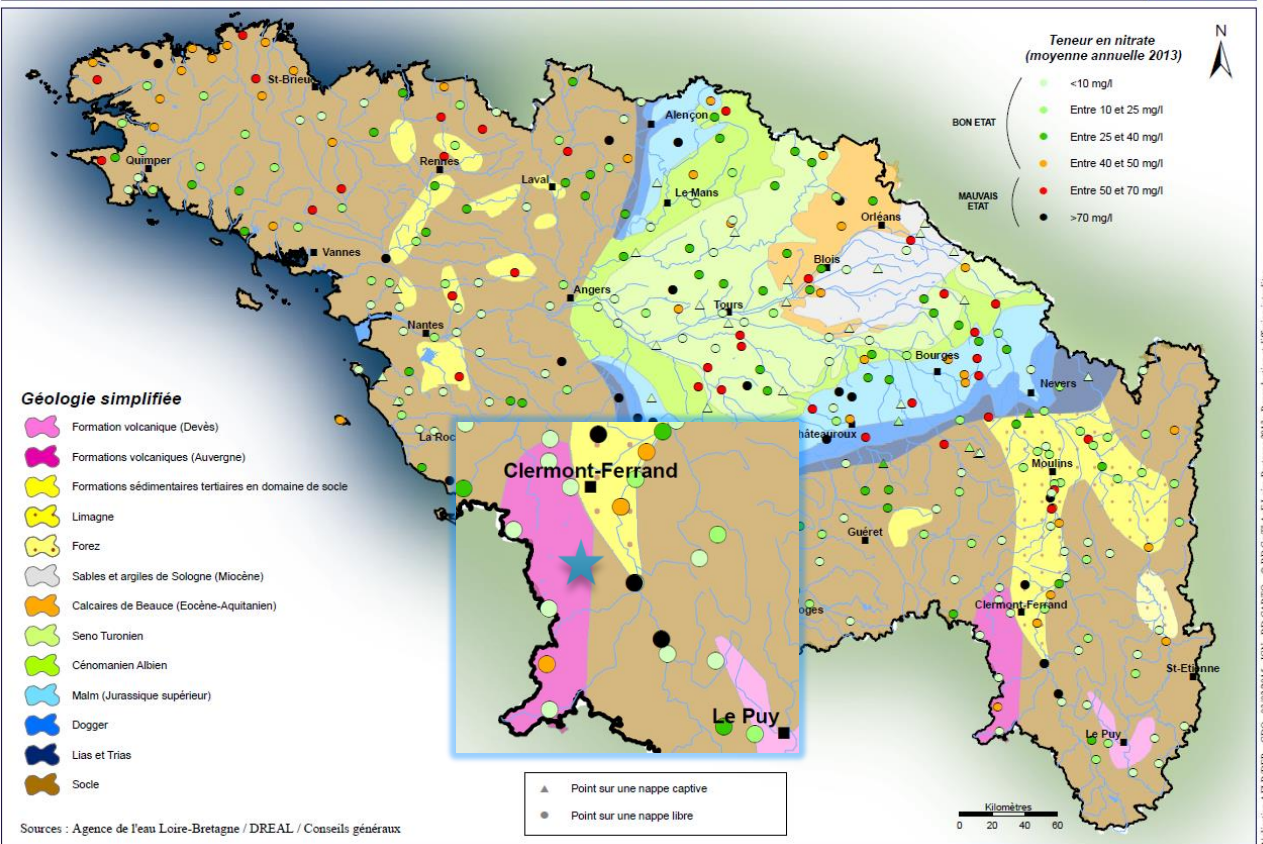 N
Teneur en nitrate
(moyenne annuelle 2013)
BON ETAT
<10 mg/l
Entre 10 et 25 mg/l
Entre 25 et 40 mg/l
Entre 40 et 50 mg/l
MAUVAIS
ETAT
Entre 50 et 70 mg/l
>70 mg/l
St-Brieuc
Alençon
Quimper
Rennes
Laval
Le Mans
Orléans
Vannes
Blois
Angers
Tours
Nantes
Bourges
Nevers
La Roc
hâteauroux
Moulins
Guéret
oges
Clermont-Ferrand
St-Etienne
Le Puy
Clermont-Ferrand
Le Puy
Géologie simplifiée
Formation volcanique (Devès)
Formations volcaniques (Auvergne)
Formations sédimentaires tertiaires en domaine de socle
Limagne
Forez
Sables et argiles de Sologne (Miocène)
Calcaires de Beauce (Eocène-Aquitanien)
Seno Turonien
Cénomanien Albien
Malm (Jurassique supérieur)
Dogger
Lias et Trias
Socle
Point sur une nappe captive
Point sur une nappe libre
Kilomètres
0 20 40 60
Sources : Agence de l'eau Loire-Bretagne / DREAL / Conseils généraux